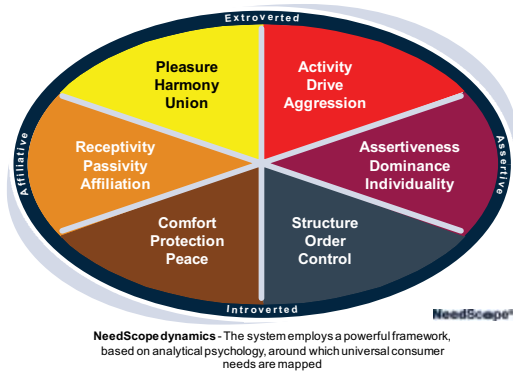 Extroverted
Pleasure
Harmony
Union
Activity
Drive
Aggression
Affiliative
Receptivity
Passivity
Affiliation
Assertiveness
Dominance
Individuality
Assertive
Comfort
Protection
Peace
Structure
Order
Control
Introverted
NeedScope®
NeedScope dynamics - The system employs a powerful framework,
based on analytical psychology, around which universal consumer
needs are mapped